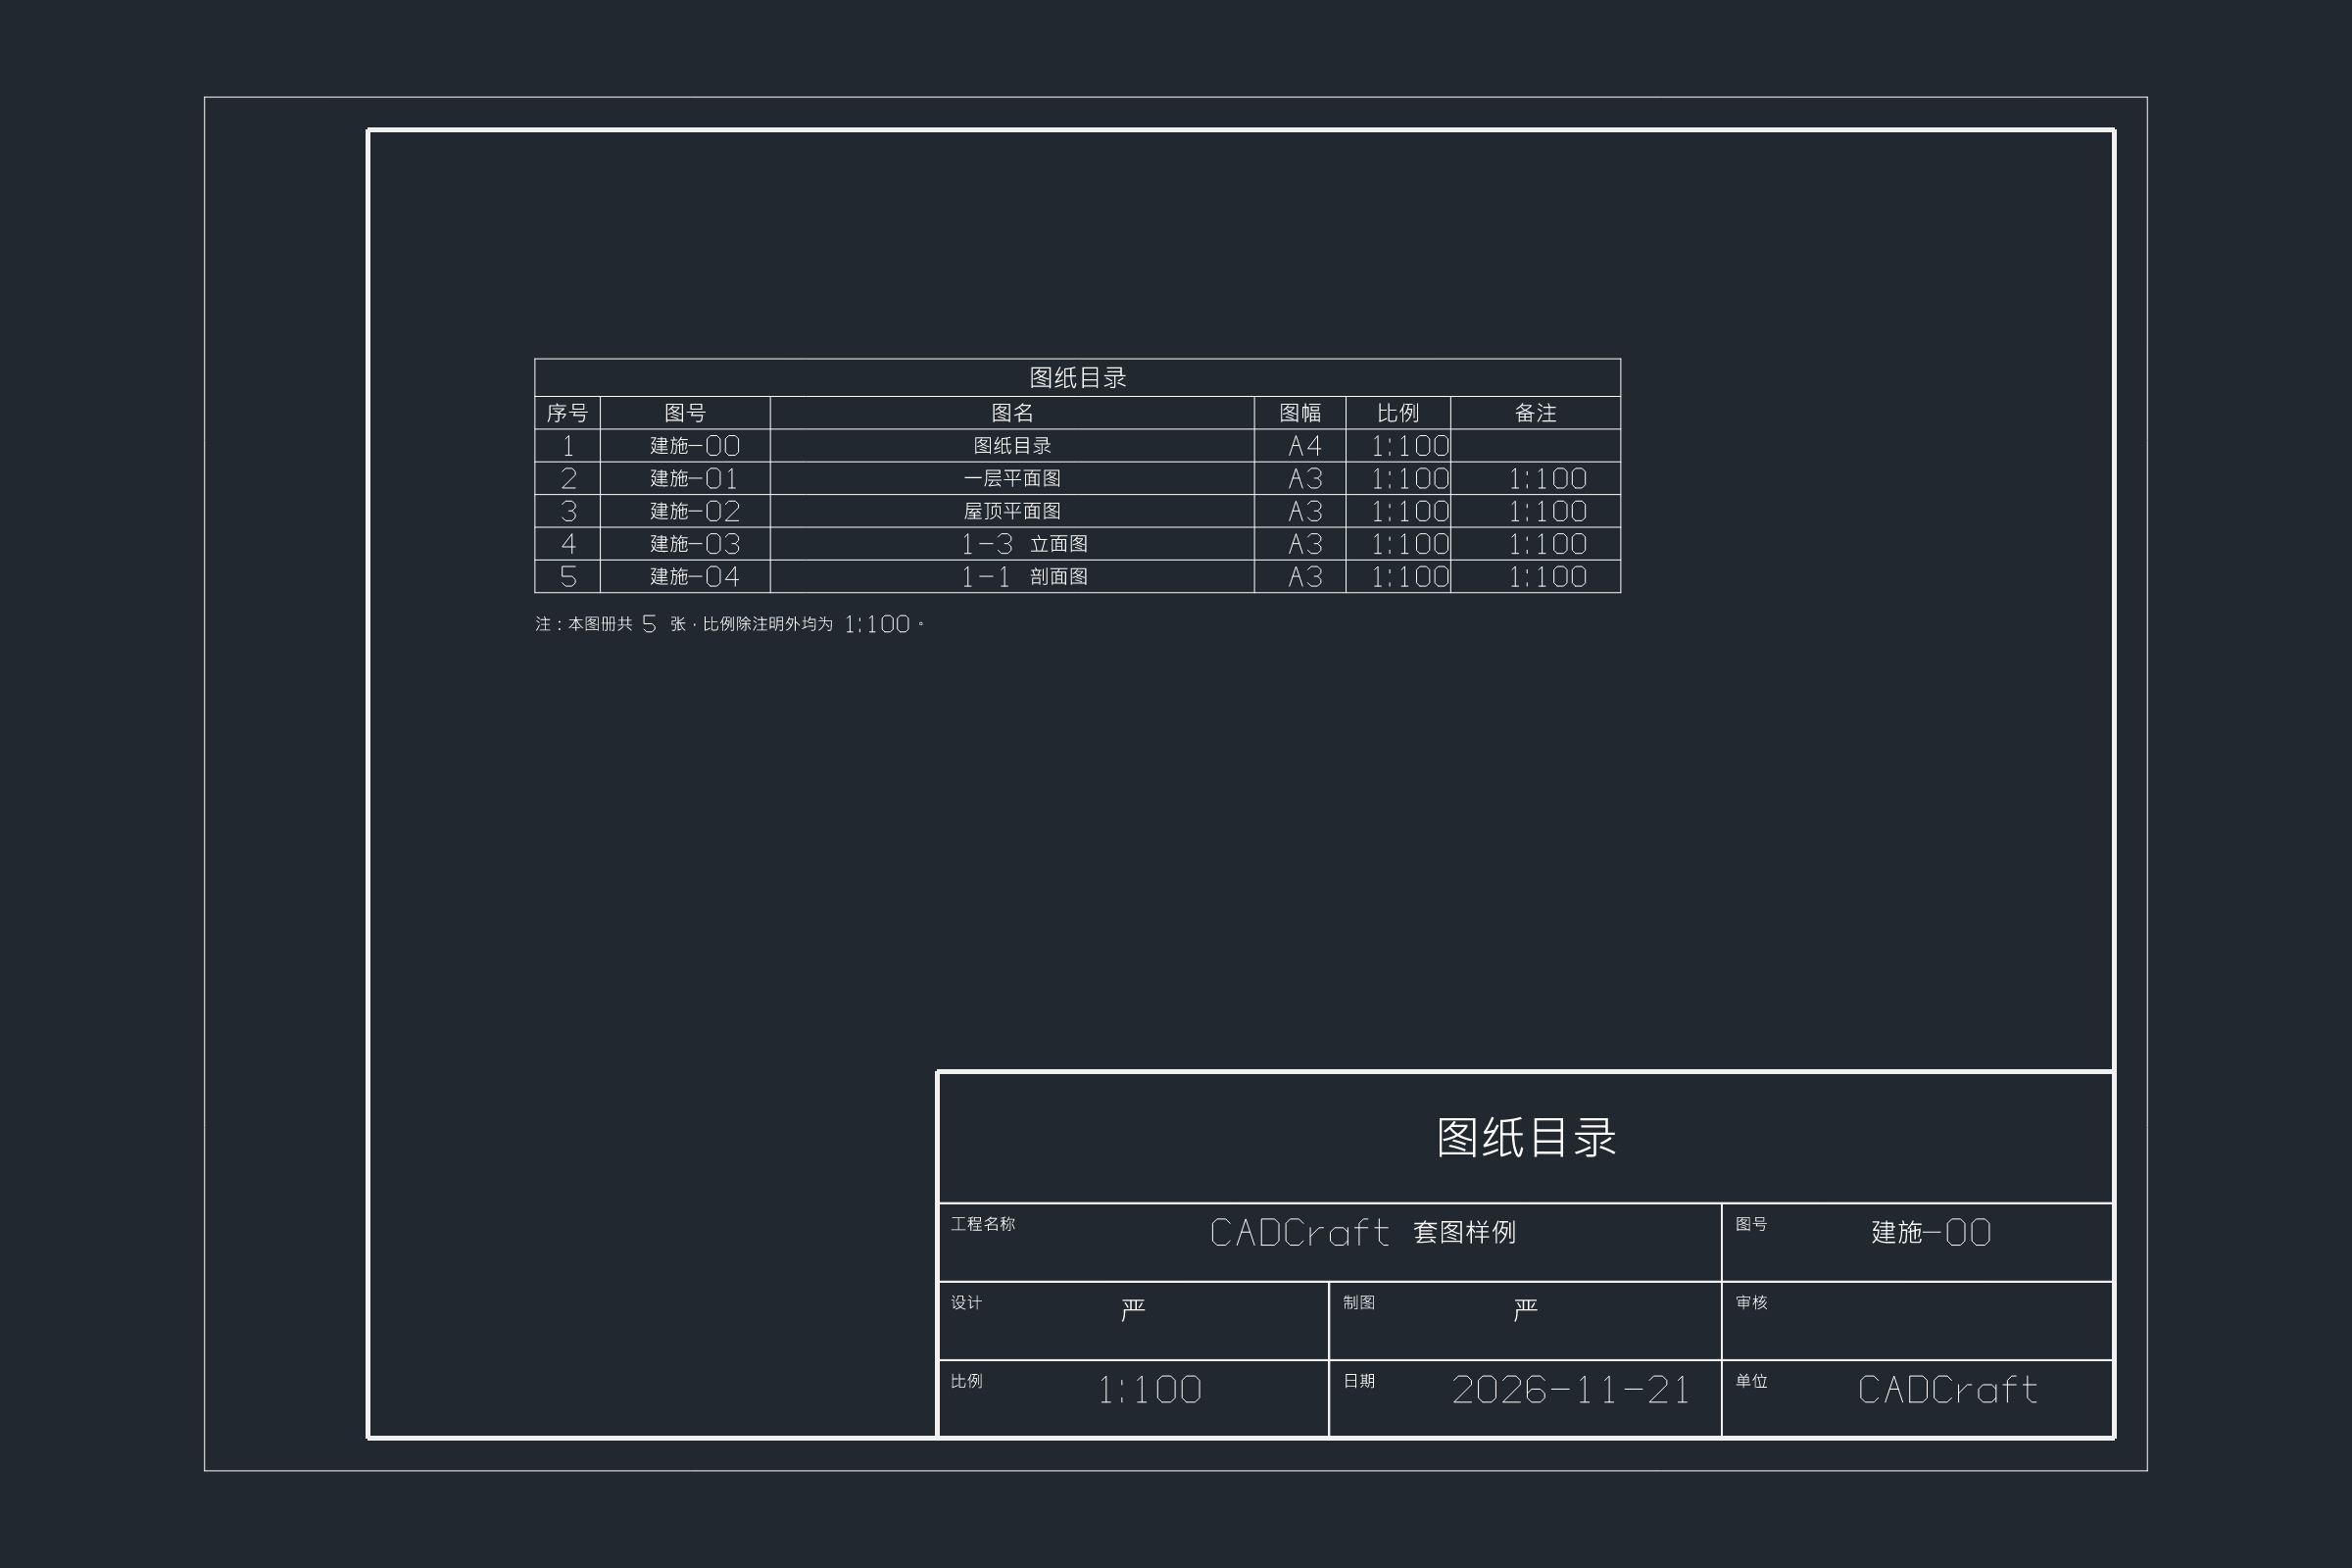 图纸目录
序号 图号 图名 图幅 比例 备注
1 建施-00 图纸目录 A4 1:100
2 建施-01 一层平面图 A3 1:100 1:100
3 建施-02 屋顶平面图 A3 1:100 1:100
4 建施-03 1-3 立面图 A3 1:100 1:100
5 建施-04 1-1 剖面图 A3 1:100 1:100
注：本图册共 5 张，比例除注明外均为 1:100。
图纸目录
工程名称 CADCraft 套图样例 图号 建施-00
设计 严 制图 严 审核
比例 1:100 日期 2026-11-21 单位 CADCraft